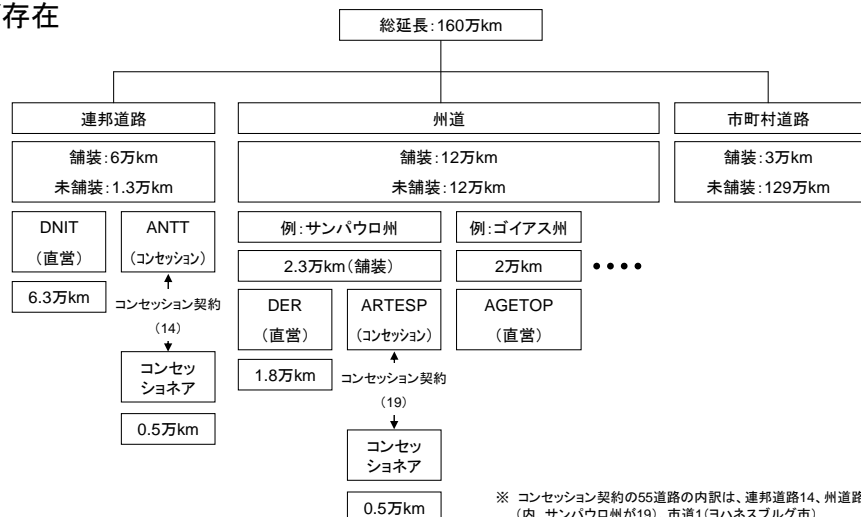 存在
総延長：160万km
連邦道路
州道
市町村道路
舗装：6万km
未舗装：1.3万km
舗装：12万km
未舗装：12万km
舗装：3万km
未舗装：129万km
DNIT
（直営）
ANTT
（コンセッション）
例：サンパウロ州
例：ゴイアス州
2.3万km（舗装）
2万km
••••
6.3万km
コンセッション契約
（14）
DER
（直営）
ARTESP
（コンセッション）
AGETOP
（直営）
コンセッ
ショネア
1.8万km
コンセッション契約
（19）
0.5万km
コンセッ
ショネア
0.5万km
※ コンセッション契約の55道路の内訳は、連邦道路14、州道路
（内、サンパウロ州が19）、市道1（ヨハネスブルグ市）